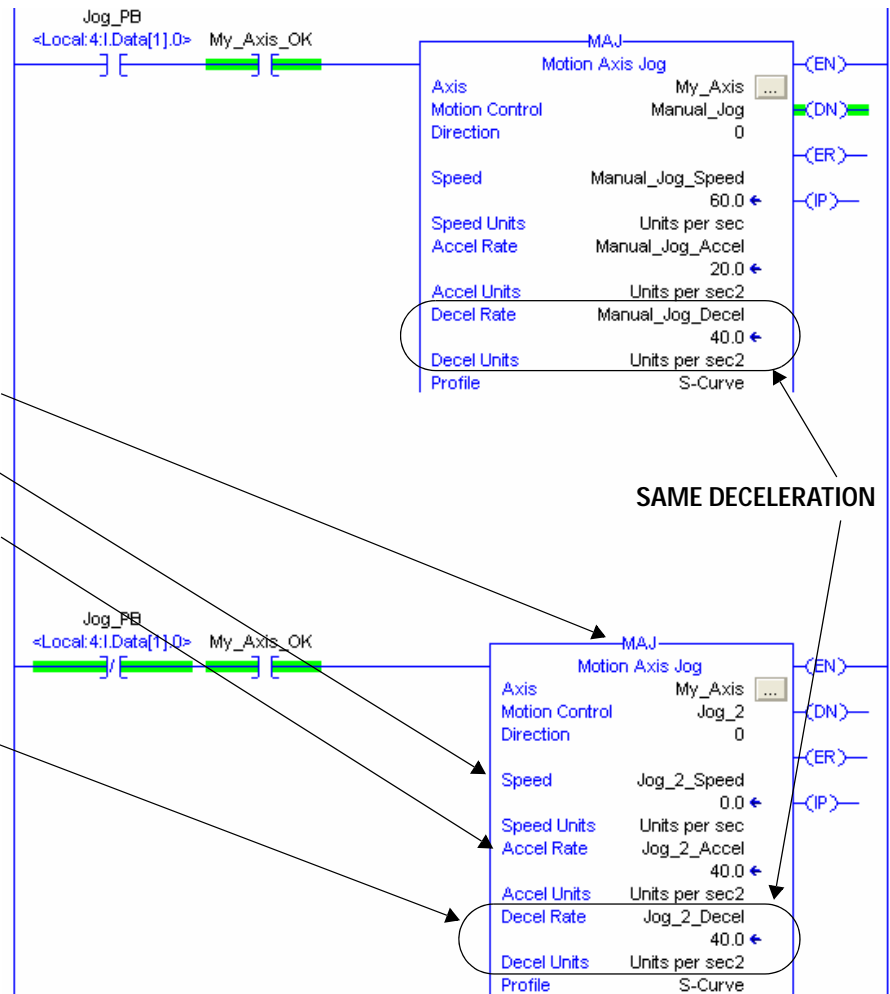 Jog_PB
<Local:4:I.Data[1].0> My_Axis_OK
MAJ
Motion Axis Jog
(EN)
Axis My_Axis ...
Motion Control Manual_Jog
(DN)
Direction 0
(ER)
Speed Manual_Jog_Speed
60.0
(IP)
Speed Units Units per sec
Accel Rate Manual_Jog_Accel
20.0
Accel Units Units per sec2
Decel Rate Manual_Jog_Decel
40.0
Decel Units Units per sec2
Profile S-Curve
SAME DECELERATION
Jog_PB
<Local:4:I.Data[1].0> My_Axis_OK
MAJ
Motion Axis Jog
(EN)
Axis My_Axis ...
Motion Control Jog_2
(DN)
Direction 0
(ER)
Speed Jog_2_Speed
0.0
(IP)
Speed Units Units per sec
Accel Rate Jog_2_Accel
40.0
Accel Units Units per sec2
Decel Rate Jog_2_Decel
40.0
Decel Units Units per sec2
Profile S-Curve